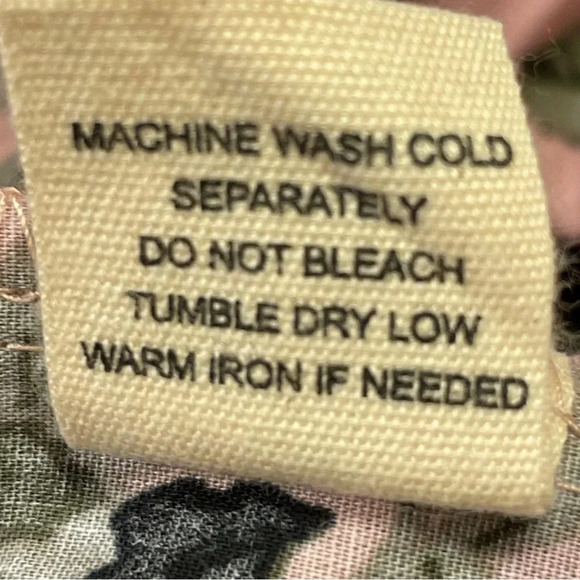 MACHINE WASH COLD
SEPARATELY
DO NOT BLEACH
TUMBLE DRY LOW
WARM IRON IF NEEDED